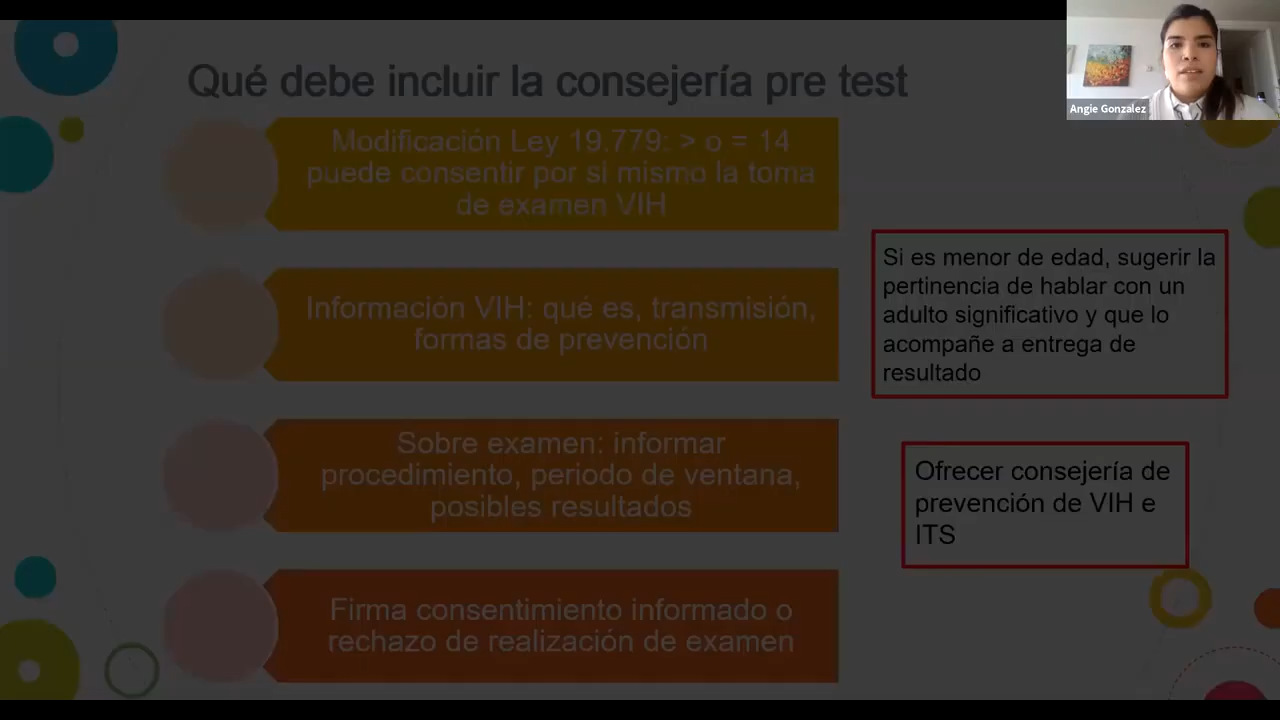 Qué debe incluir la consejería pre test
Angie Gonzalez
Modificación Ley 19.779: > o = 14
puede consentir por si mismo la toma
de examen VIH
Información VIH: qué es, transmisión,
formas de prevención
Sobre examen: informar
procedimiento, periodo de ventana,
posibles resultados
Firma consentimiento informado o
rechazo de realización de examen
Si es menor de edad, sugerir la
pertinencia de hablar con un
adulto significativo y que lo
acompañe a entrega de
resultado
Ofrecer consejería de
prevención de VIH e
ITS